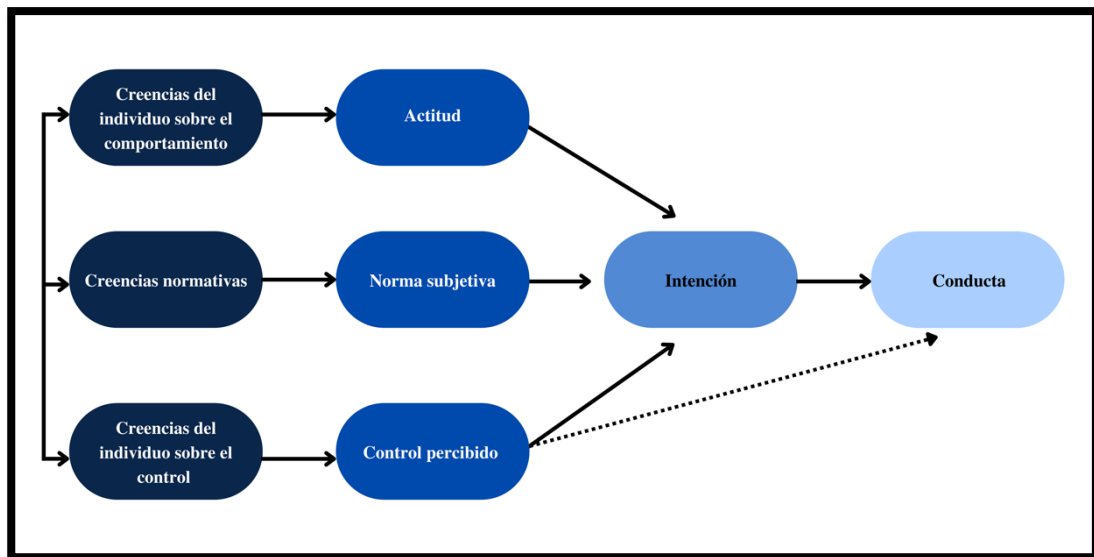 Creencias del
individuo sobre el
comportamiento
Actitud
Creencias normativas
Norma subjetiva
Intención
Conducta
Creencias del
individuo sobre el
control
Control percibido